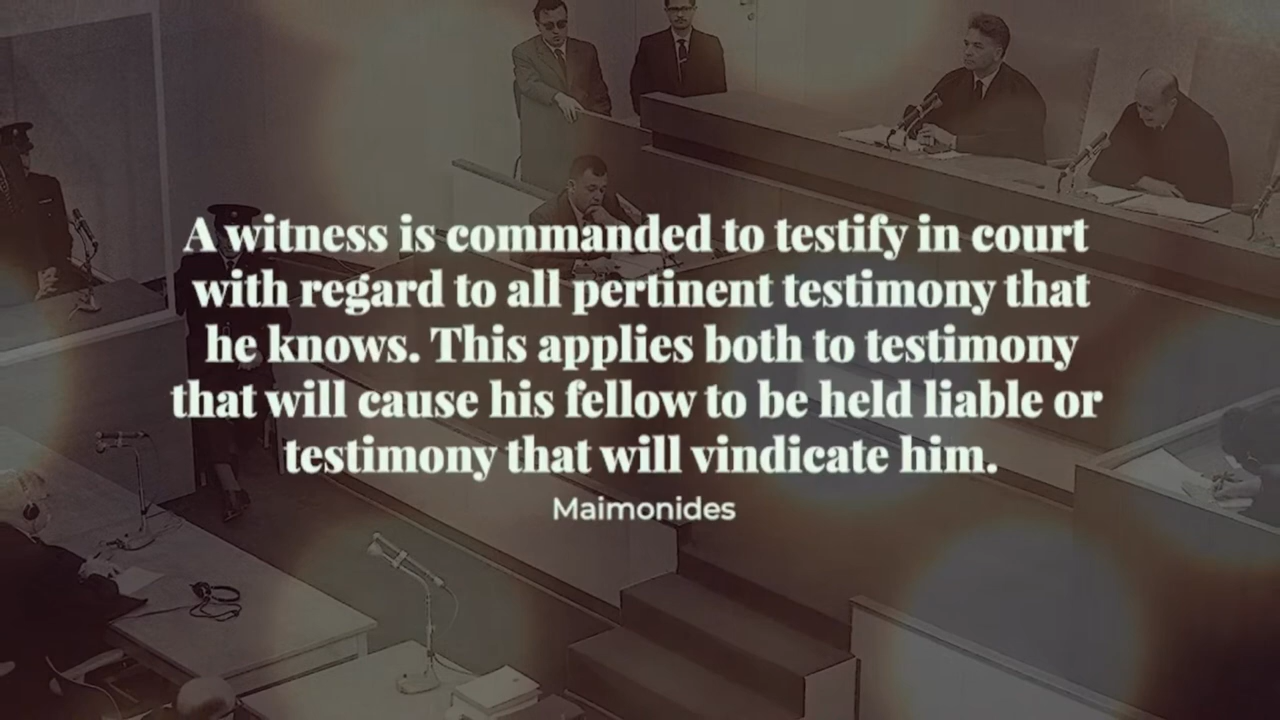 A witness is commanded to testify in court
with regard to all pertinent testimony that
he knows. This applies both to testimony
that will cause his fellow to be held liable or
testimony that will vindicate him.
Maimonides